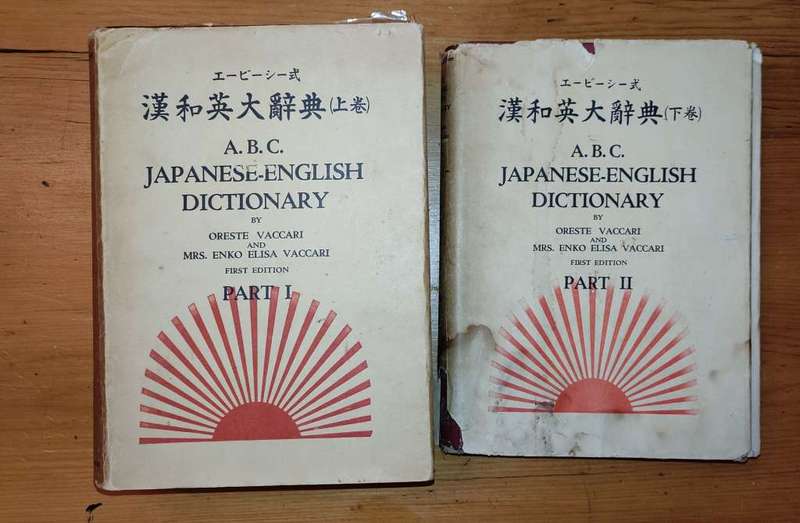 エービーシー式
漢和英大辭典(上卷)
A.B.C.
JAPANESE-ENGLISH
DICTIONARY
BY
ORESTE VACCARI
AND
MRS. ENKO ELISA VACCARI
FIRST EDITION
PART I
エービーシー式
漢和英大辭典(下卷)
A.B.C.
JAPANESE-ENGLISH
DICTIONARY
BY
ORESTE VACCARI
AND
MRS. ENKO ELISA VACCARI
FIRST EDITION
PART II